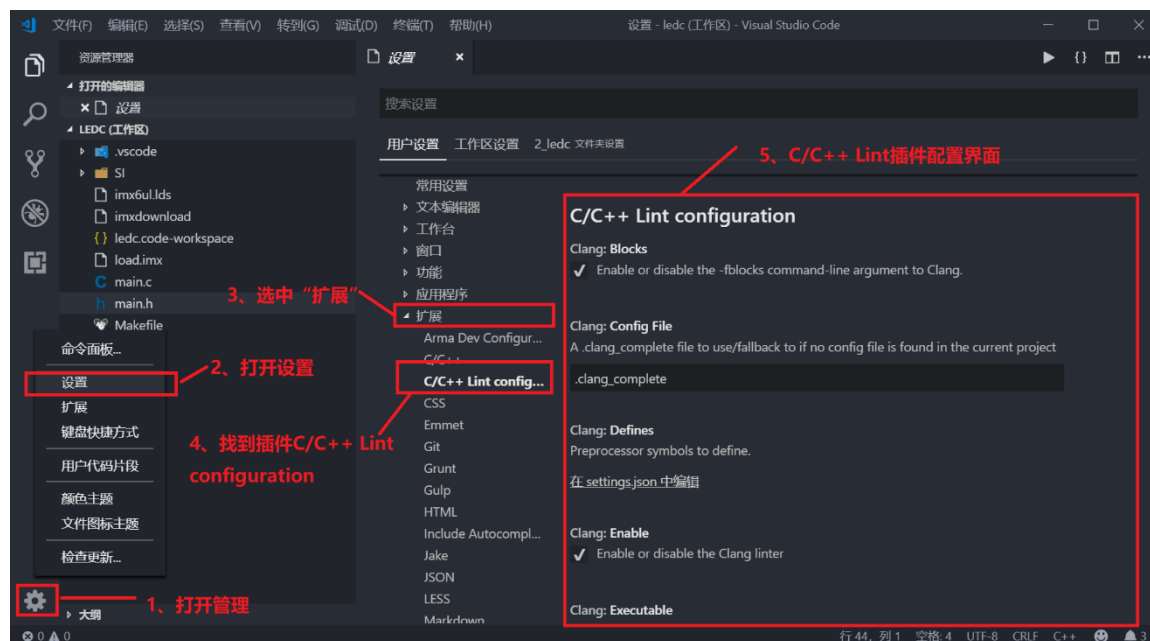 文件(F) 编辑(E) 选择(S) 查看(V) 转到(G) 调试(D) 终端(T) 帮助(H) 设置 - ledc (工作区) - Visual Studio Code
资源管理器
打开的编辑器
设置
LEDC (工作区)
.vscode
SI
imx6ul.lds
imxdownload
ledc.code-workspace
load.imx
main.c
main.h
Makefile
命令面板...
设置
扩展
键盘快捷方式
用户代码片段
颜色主题
文件图标主题
检查更新...
大纲
1、打开管理
2、打开设置
3、选中“扩展”
4、找到插件C/C++ Lint
configuration
5、C/C++ Lint插件配置界面
设置
搜索设置
用户设置 工作区设置 2_ledc 文件夹设置
常用设置
文本编辑器
工作台
窗口
功能
应用程序
扩展
Arma Dev Configur...
C/C++
C/C++ Lint config...
CSS
Emmet
Git
Grunt
Gulp
HTML
Include Autocompl...
Jake
JSON
LESS
Markdown
C/C++ Lint configuration
Clang: Blocks
Enable or disable the -fblocks command-line argument to Clang.
Clang: Config File
A .clang_complete file to use/fallback to if no config file is found in the current project
.clang_complete
Clang: Defines
Preprocessor symbols to define.
在 settings.json 中编辑
Clang: Enable
Enable or disable the Clang linter
Clang: Executable
0 0 行 44，列 1 空格: 4 UTF-8 CRLF C++ 3